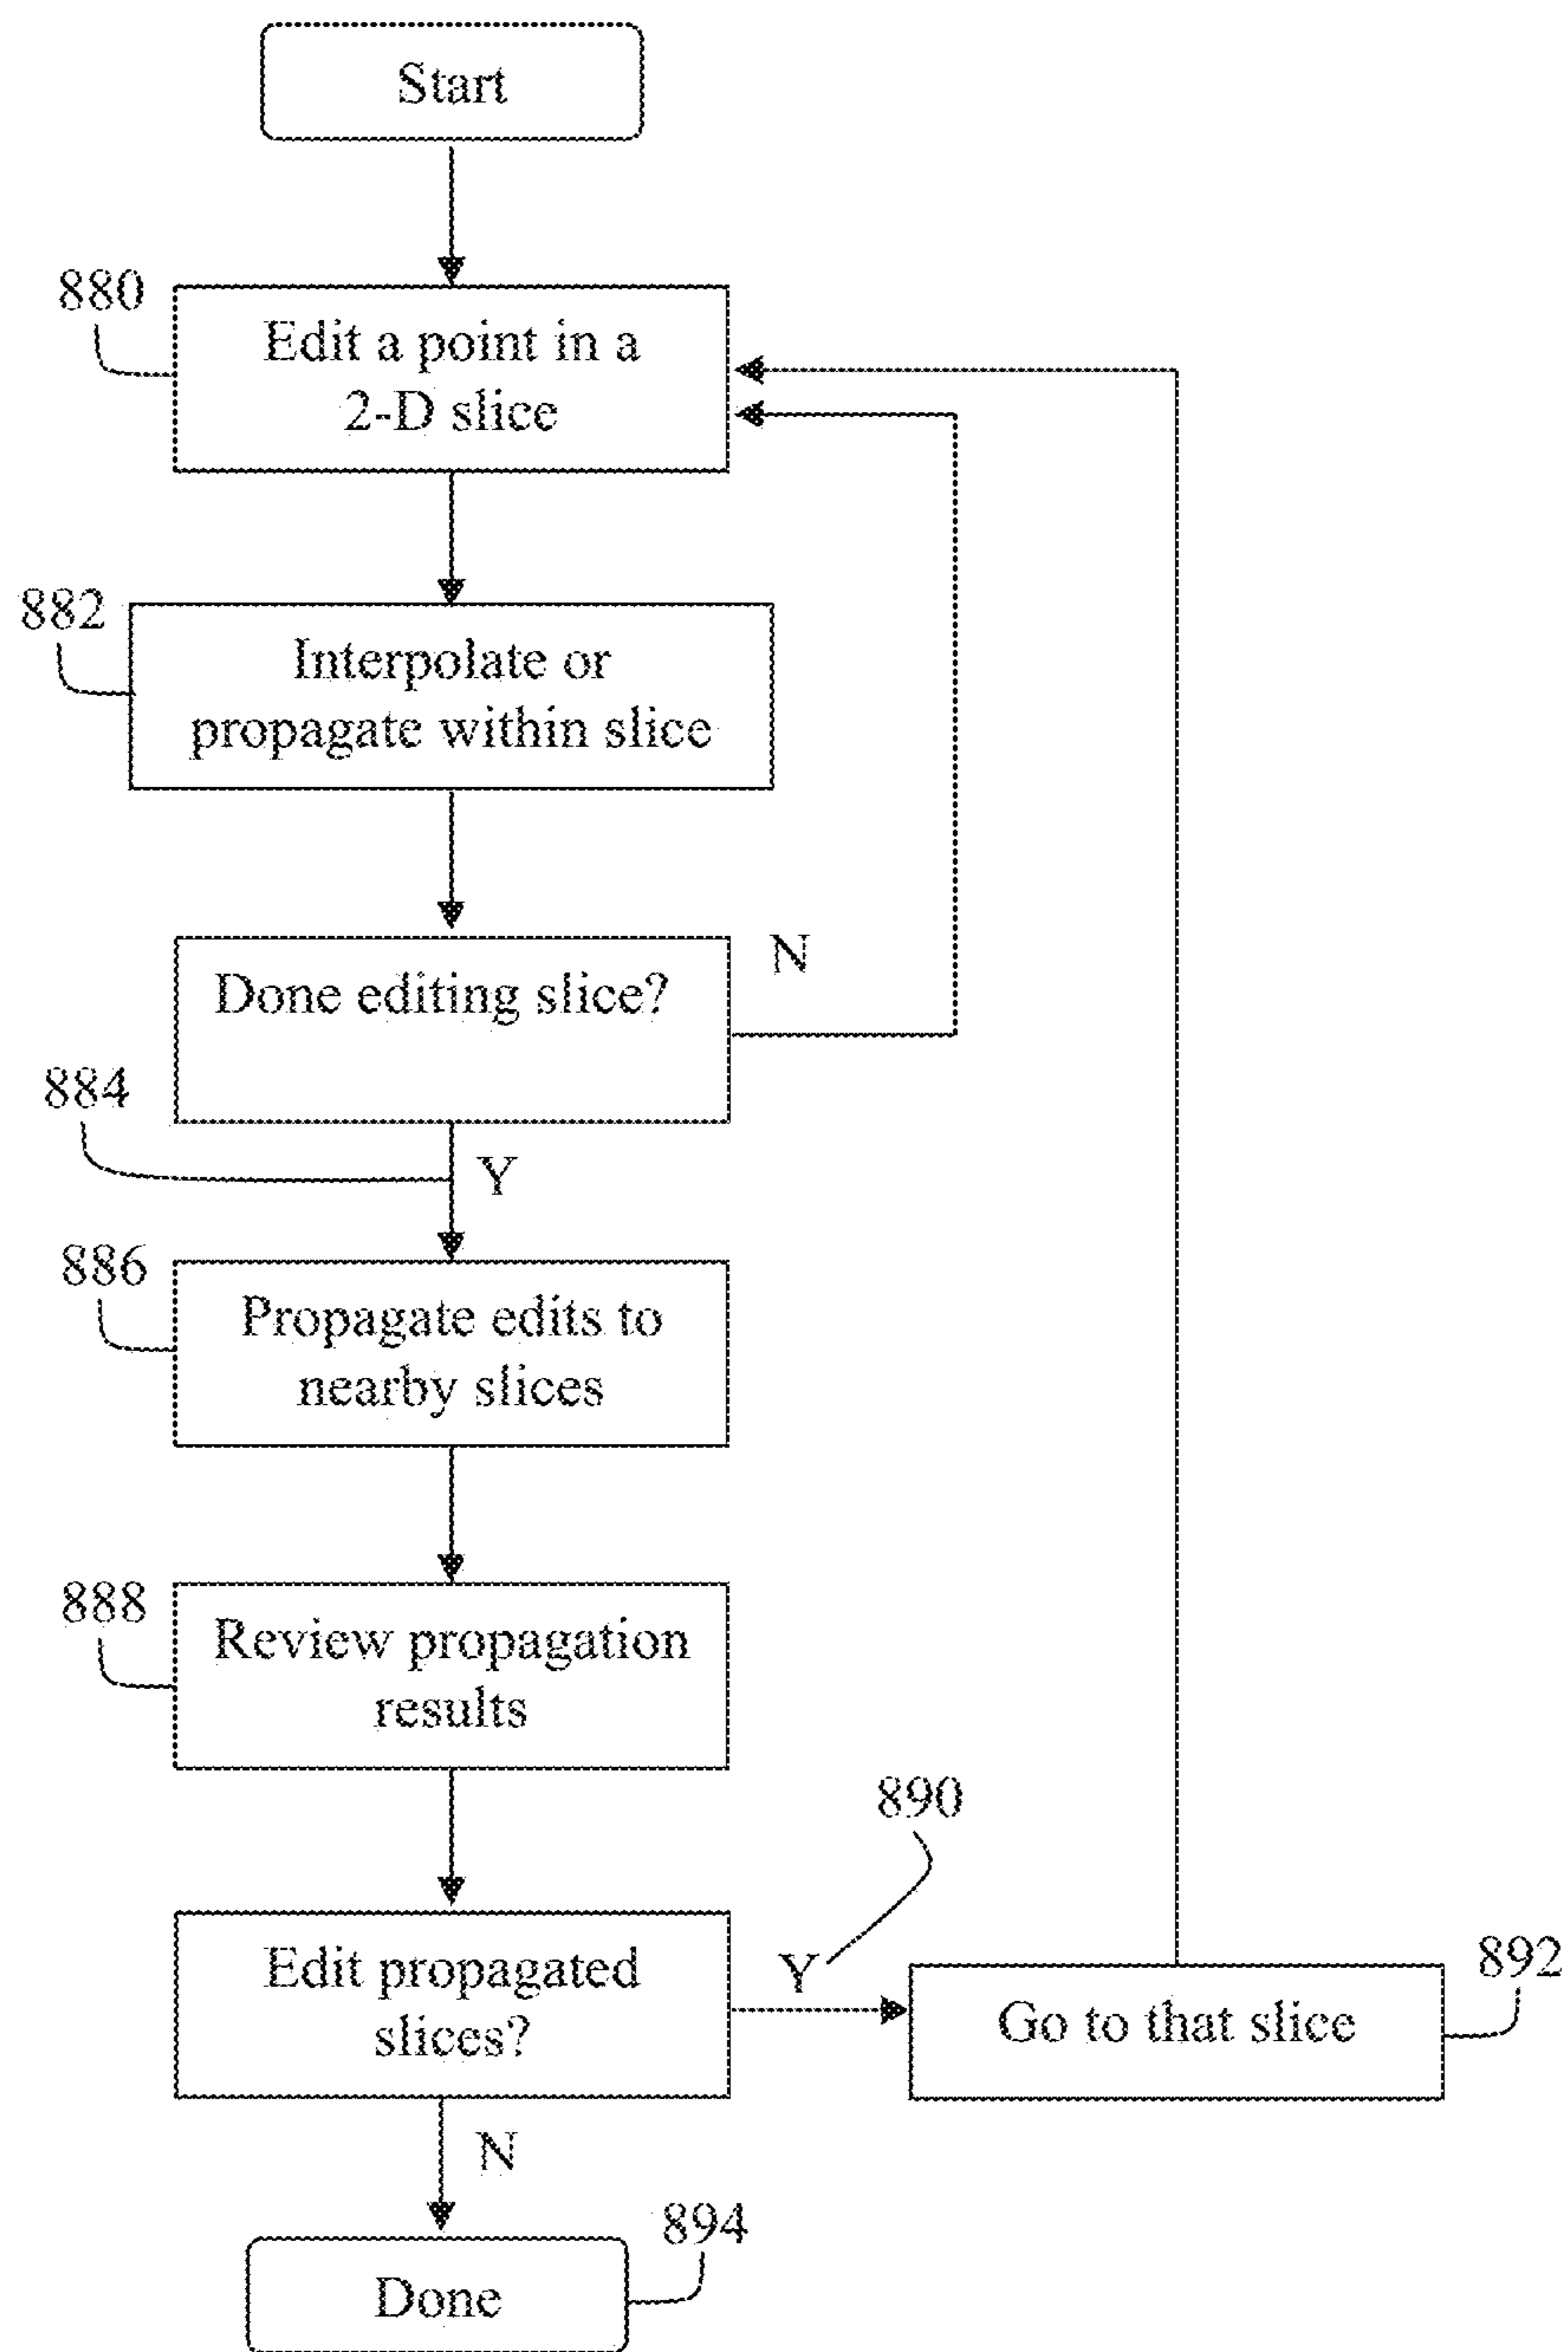 Start
880
Edit a point in a
2-D slice
882
Interpolate or
propagate within slice
Done editing slice?
N
884
Y
886
Propagate edits to
nearby slices
888
Review propagation
results
890
Edit propagated
slices?
Y
892
Go to that slice
N
894
Done